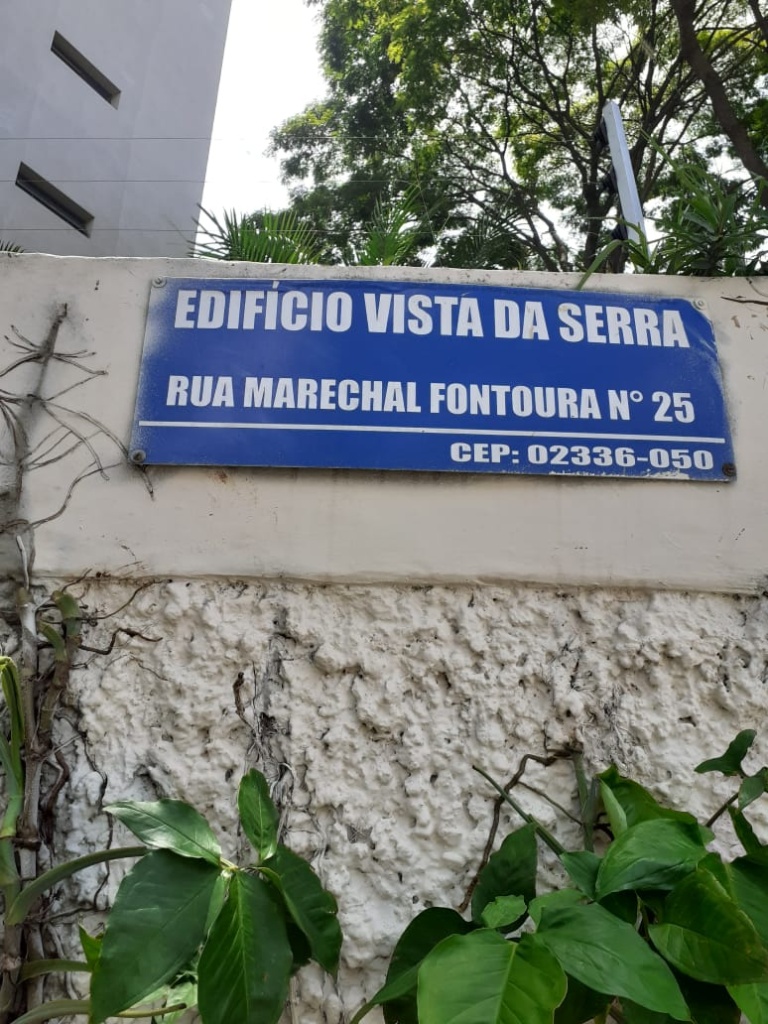 EDIFÍCIO VISTA DA SERRA
RUA MARECHAL FONTOURA N° 25
CEP: 02336-050